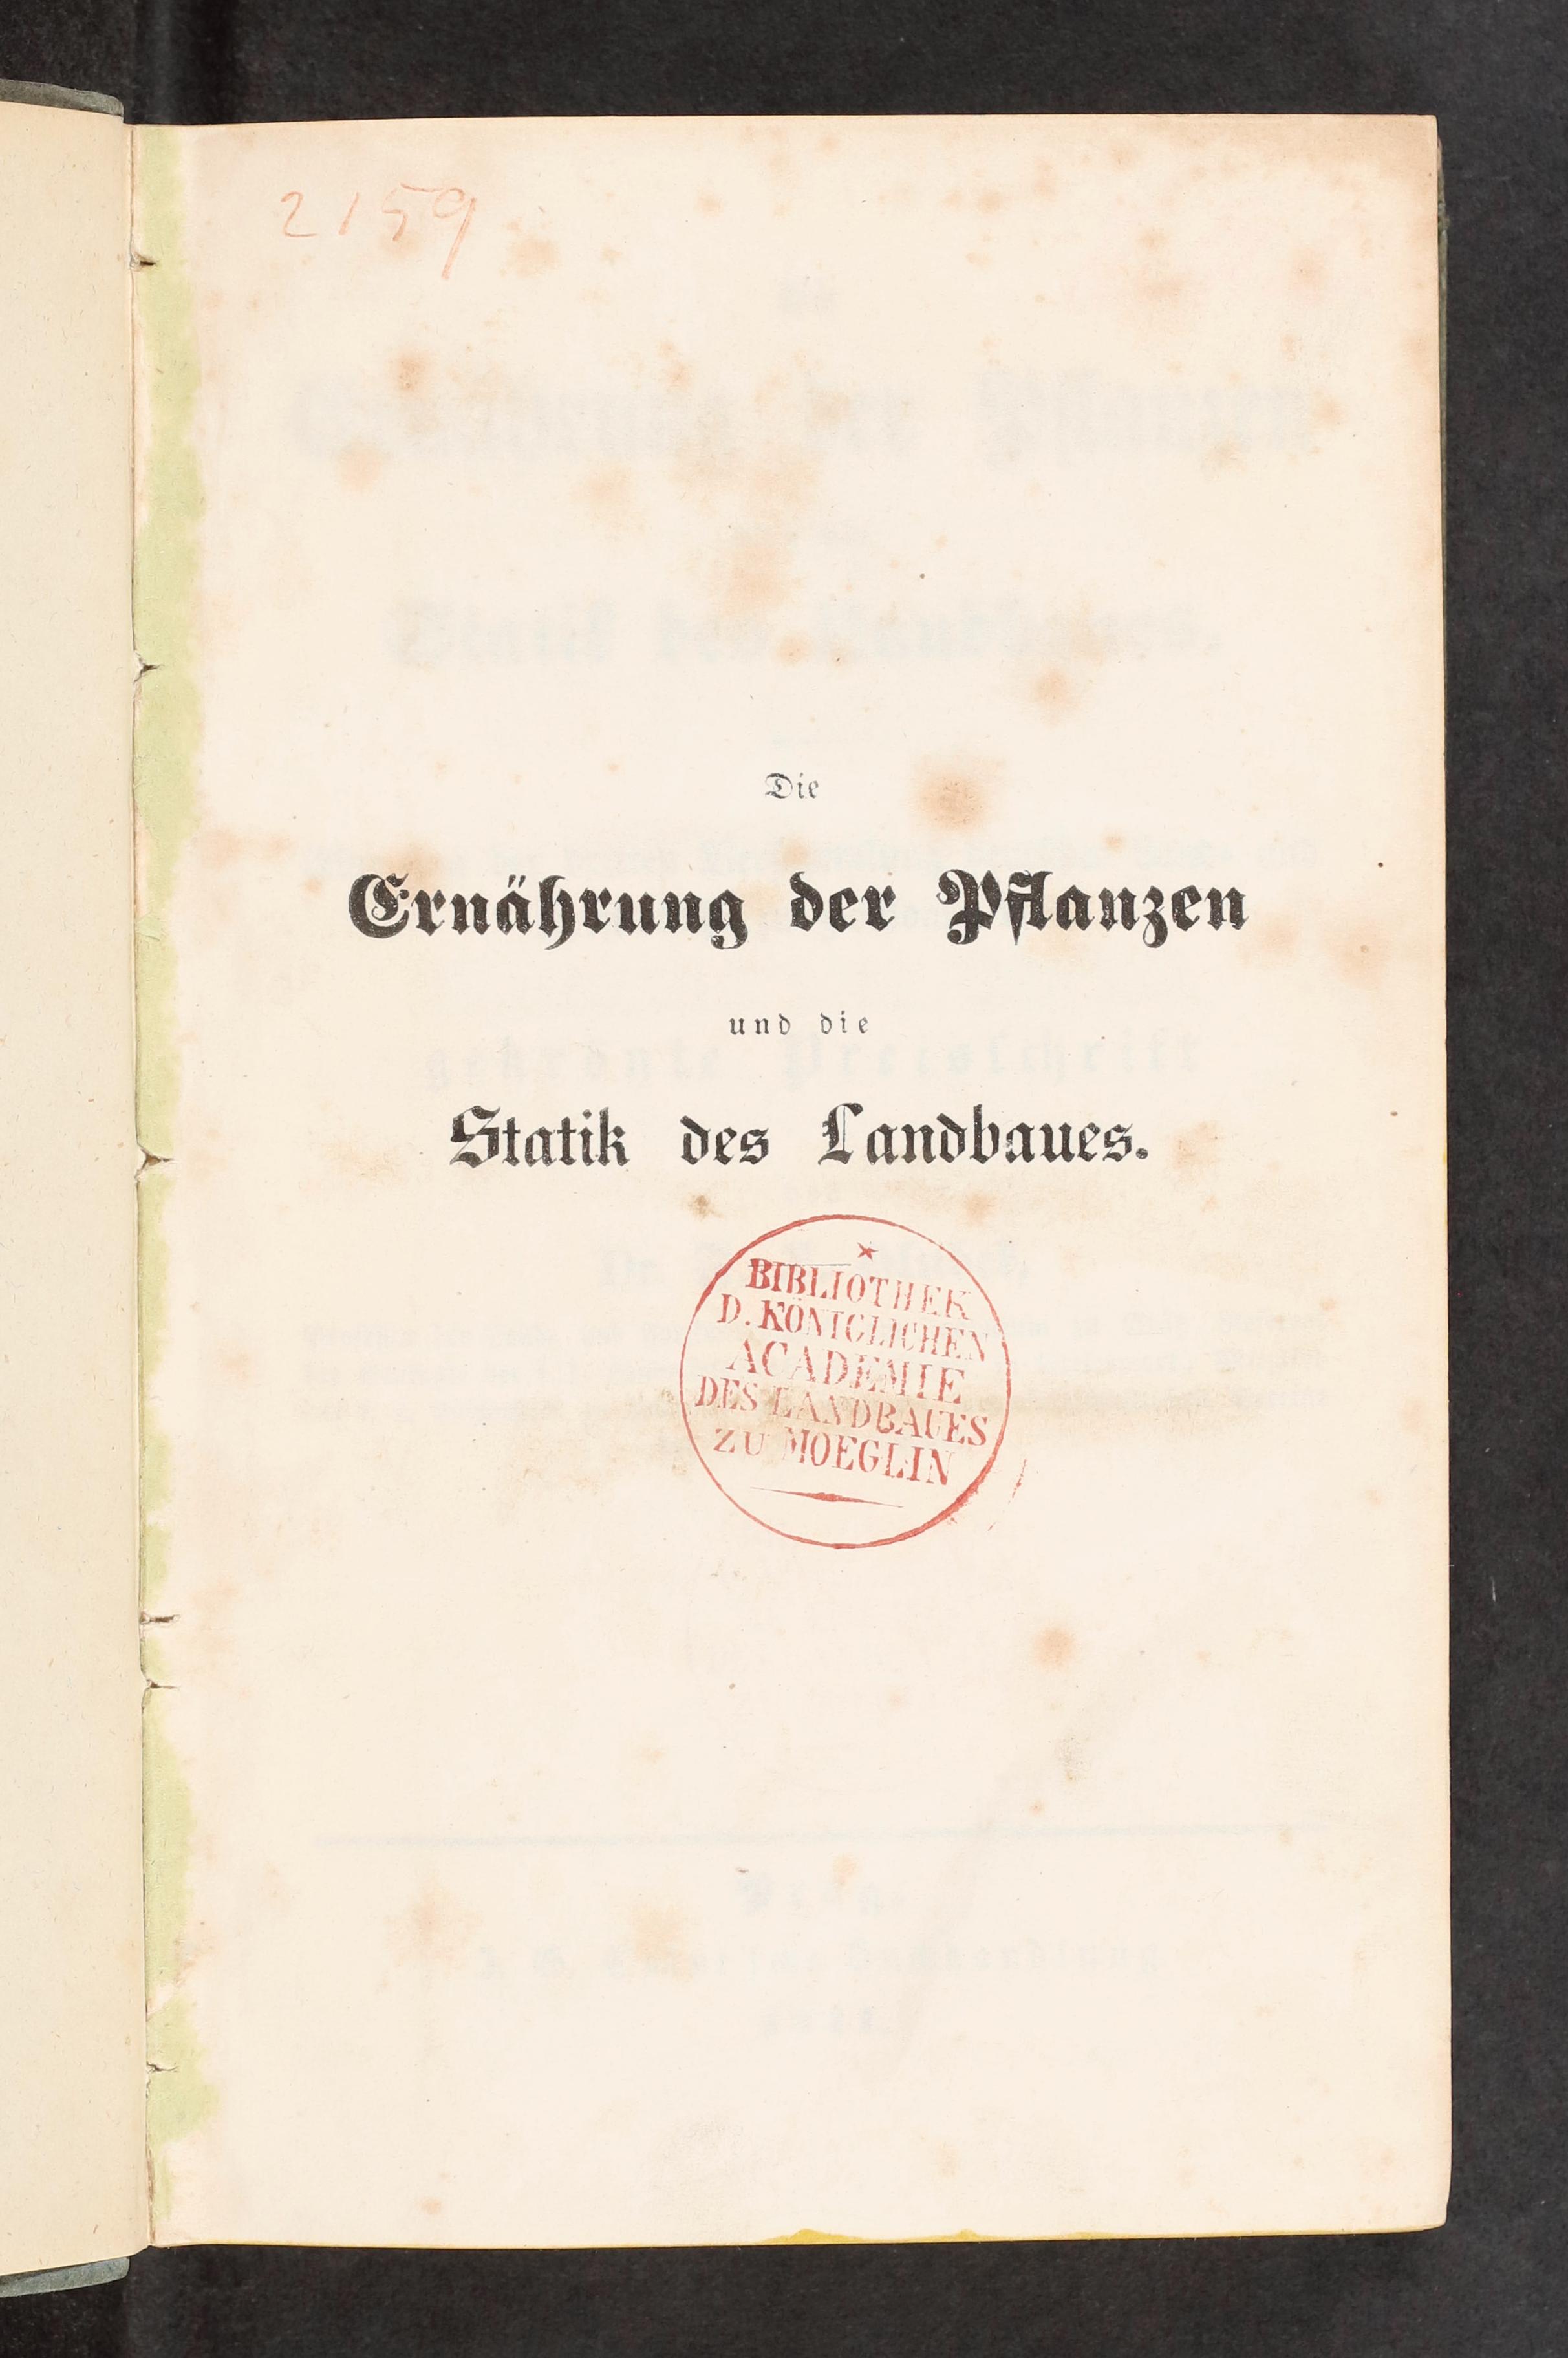 2159
Die
Ernährung der Pflanzen
und die
Statik des Landbaues.
BIBLIOTHEK
D. KÖNIGLICHEN
ACADEMIE
DES LANDBAUES
ZU MOEGLIN